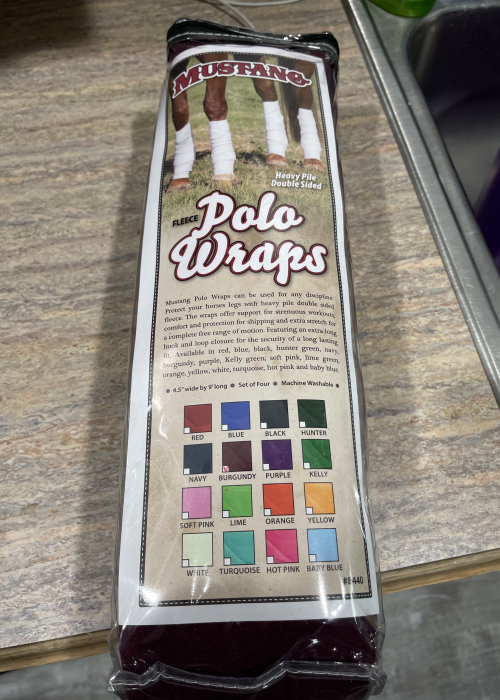 MUSTANG
Heavy Pile
Double Sided
FLEECE Polo
Wraps
Mustang Polo Wraps can be used for any discipline.
Protect your horses legs with heavy pile double sided
fleece. The wraps offer support for strenuous workouts,
comfort and protection for shipping and extra stretch for
a complete free range of motion. Featuring an extra long
hook and loop closure for the security of a long lasting
fit. Available in red, blue, black, hunter green, navy,
burgundy, purple, Kelly green, soft pink, lime green,
orange, yellow, white, turquoise, hot pink and baby blue.
• 4.5" wide by 9' long • Set of Four • Machine Washable •
RED BLUE BLACK HUNTER
NAVY BURGUNDY PURPLE KELLY
SOFT PINK LIME ORANGE YELLOW
WHITE TURQUOISE HOT PINK BABY BLUE
#8440